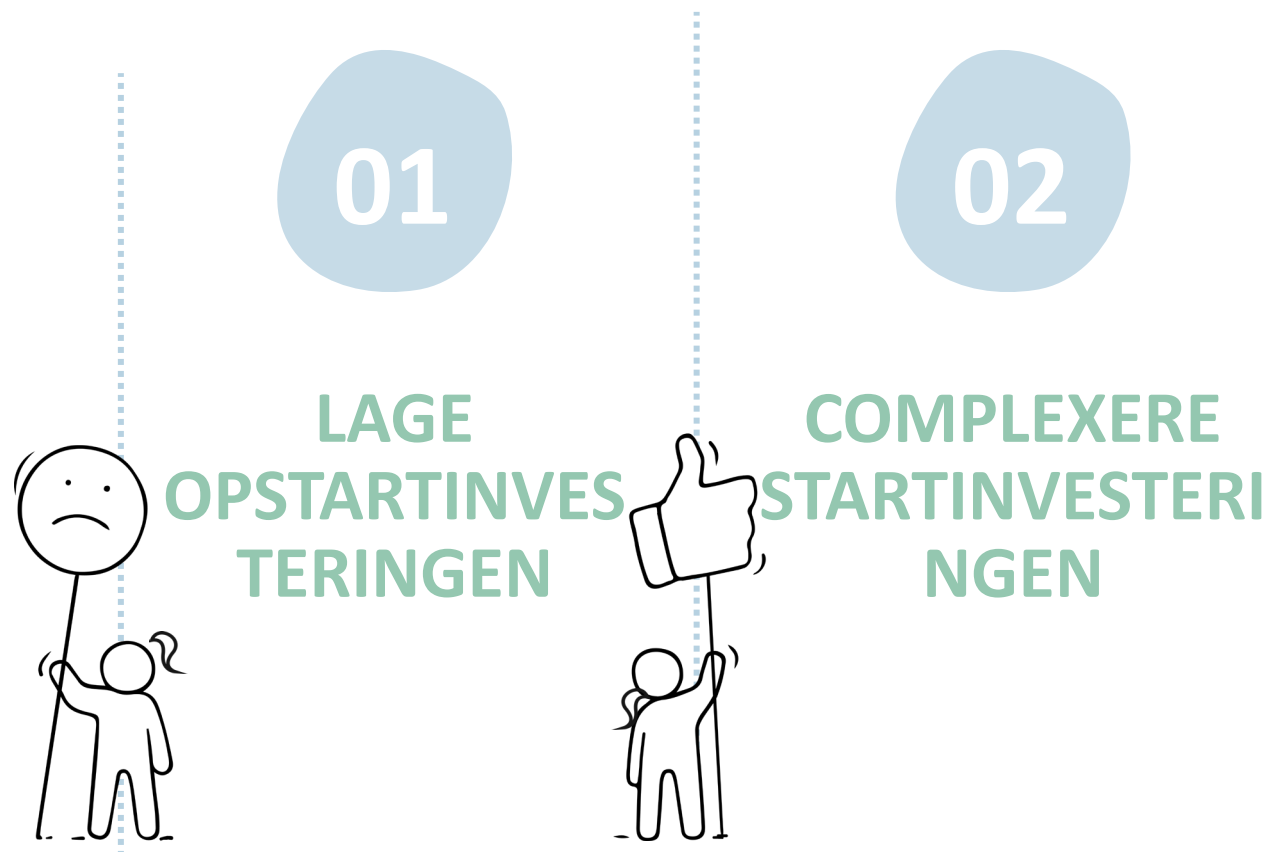 01
LAGE
OPSTARTINVES
TERINGEN
02
COMPLEXERE
STARTINVESTERI
NGEN